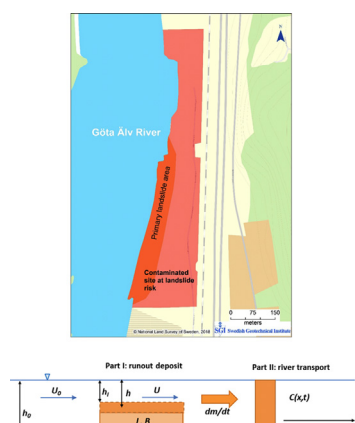 Göta Älv River
Primary landslide area
Contaminated
site at landslide
risk
0 75 150
meters
© National Land Survey of Sweden, 2018
SGI Swedish Geotechnical Institute
Part I: runout deposit
Part II: river transport
U₀
h₁
h
U
C(x,t)
h₀
dm/dt
L, B